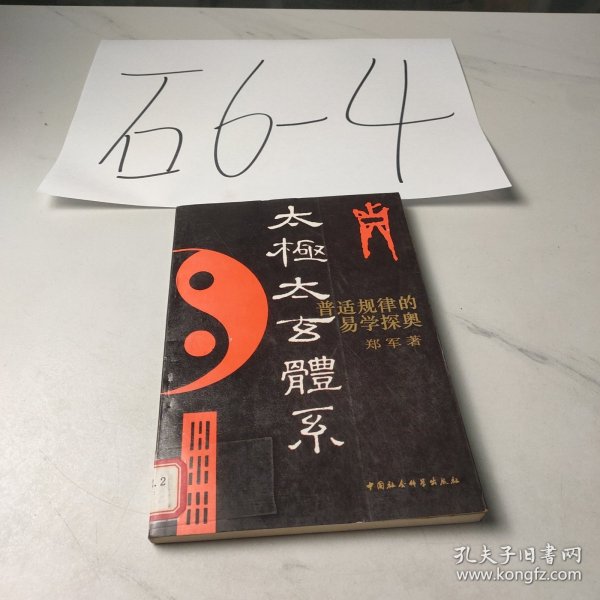 石6-4
太極太玄體系
普适规律的
易学探奥
郑军著
中国社会科学出版社
.2
孔夫子旧书网
www.kongfz.com